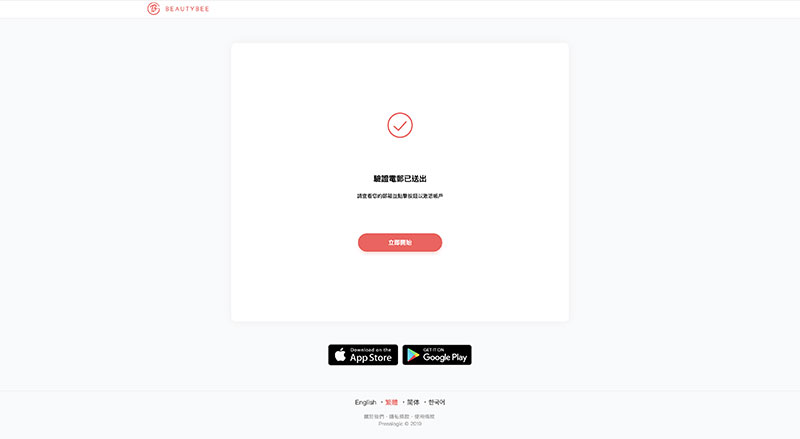 BEAUTYBEE
驗證電郵已送出
請查看您的郵箱並點擊按鈕以激活帳戶
立即開始
Download on the App Store
GET IT ON Google Play
English・繁體・简体・한국어
關於我們・隱私條款・使用條款
Presslogic © 2019